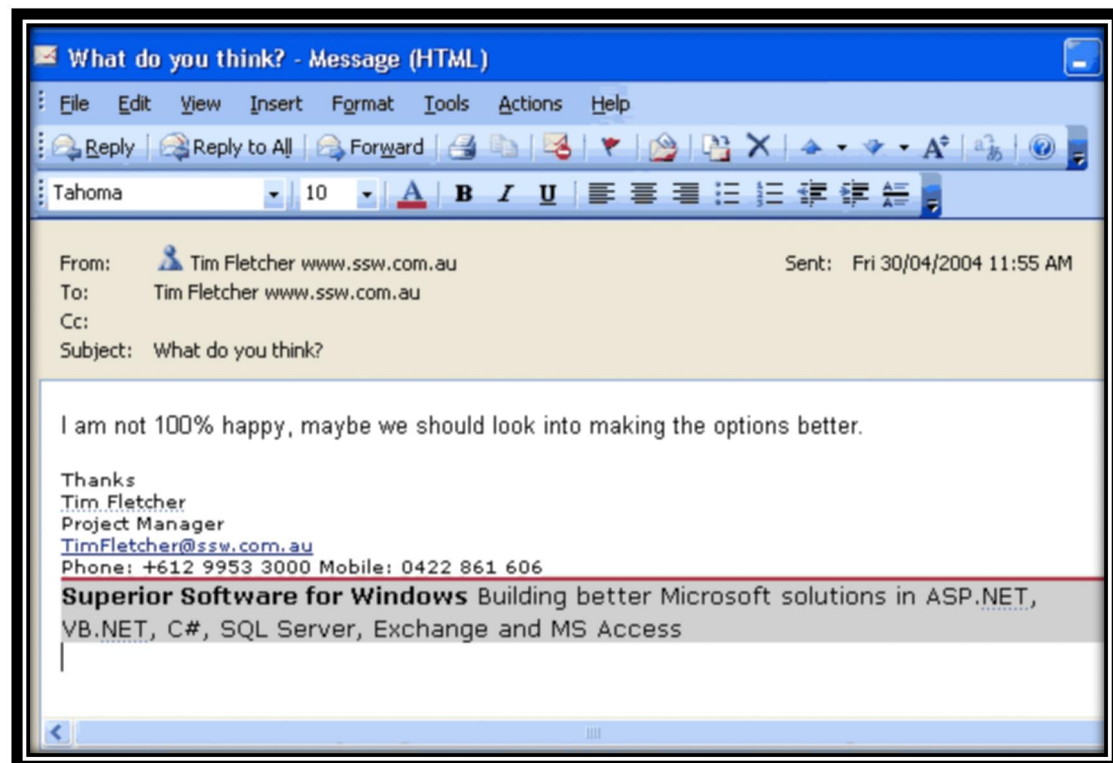 What do you think? - Message (HTML)
File Edit View Insert Format Tools Actions Help
Reply Reply to All Forward
Tahoma 10 A B I U
From: Tim Fletcher www.ssw.com.au Sent: Fri 30/04/2004 11:55 AM
To: Tim Fletcher www.ssw.com.au
Cc:
Subject: What do you think?
I am not 100% happy, maybe we should look into making the options better.
Thanks
Tim Fletcher
Project Manager
TimFletcher@ssw.com.au
Phone: +612 9953 3000 Mobile: 0422 861 606
Superior Software for Windows Building better Microsoft solutions in ASP.NET,
VB.NET, C#, SQL Server, Exchange and MS Access